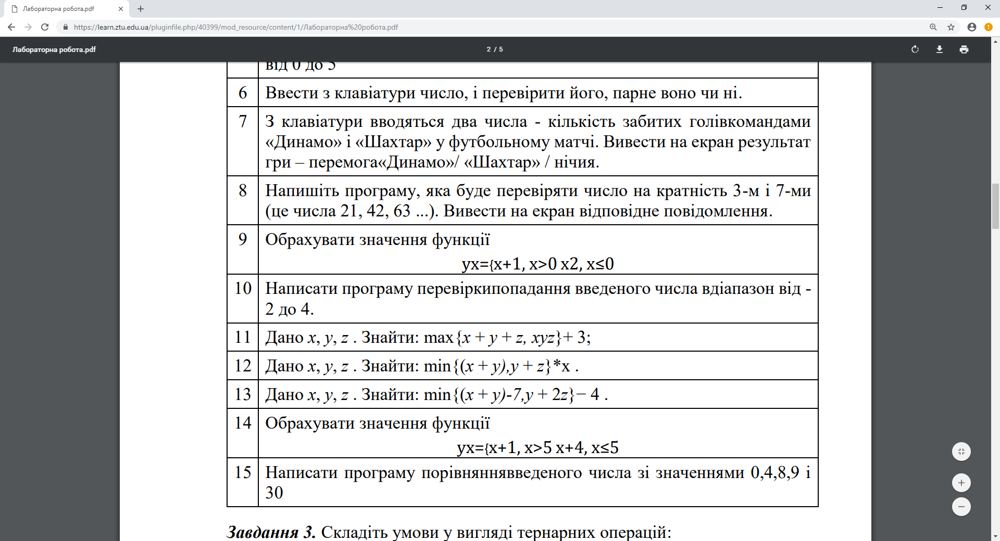 Лабораторна робота.pdf
https://learn.ztu.edu.ua/pluginfile.php/40399/mod_resource/content/1/Лабораторна%20робота.pdf
Лабораторна робота.pdf
2 / 5
від 0 до 5
6 Ввести з клавіатури число, і перевірити його, парне воно чи ні.
7 З клавіатури вводяться два числа - кількість забитих голівкомандами
«Динамо» і «Шахтар» у футбольному матчі. Вивести на екран результат
гри – перемога«Динамо»/ «Шахтар» / нічия.
8 Напишіть програму, яка буде перевіряти число на кратність 3-м і 7-ми
(це числа 21, 42, 63 ...). Вивести на екран відповідне повідомлення.
9 Обрахувати значення функції
yx={x+1, x>0 x2, x≤0
10 Написати програму перевіркипопадання введеного числа вдіапазон від -
2 до 4.
11 Дано x, y, z . Знайти: max{x + y + z, xyz}+ 3;
12 Дано x, y, z . Знайти: min{(x + y),y + z}*x .
13 Дано x, y, z . Знайти: min{(x + y)-7,y + 2z}− 4 .
14 Обрахувати значення функції
yx={x+1, x>5 x+4, x≤5
15 Написати програму порівняннявведеного числа зі значеннями 0,4,8,9 і
30
Завдання 3. Складіть умови у вигляді тернарних операцій: